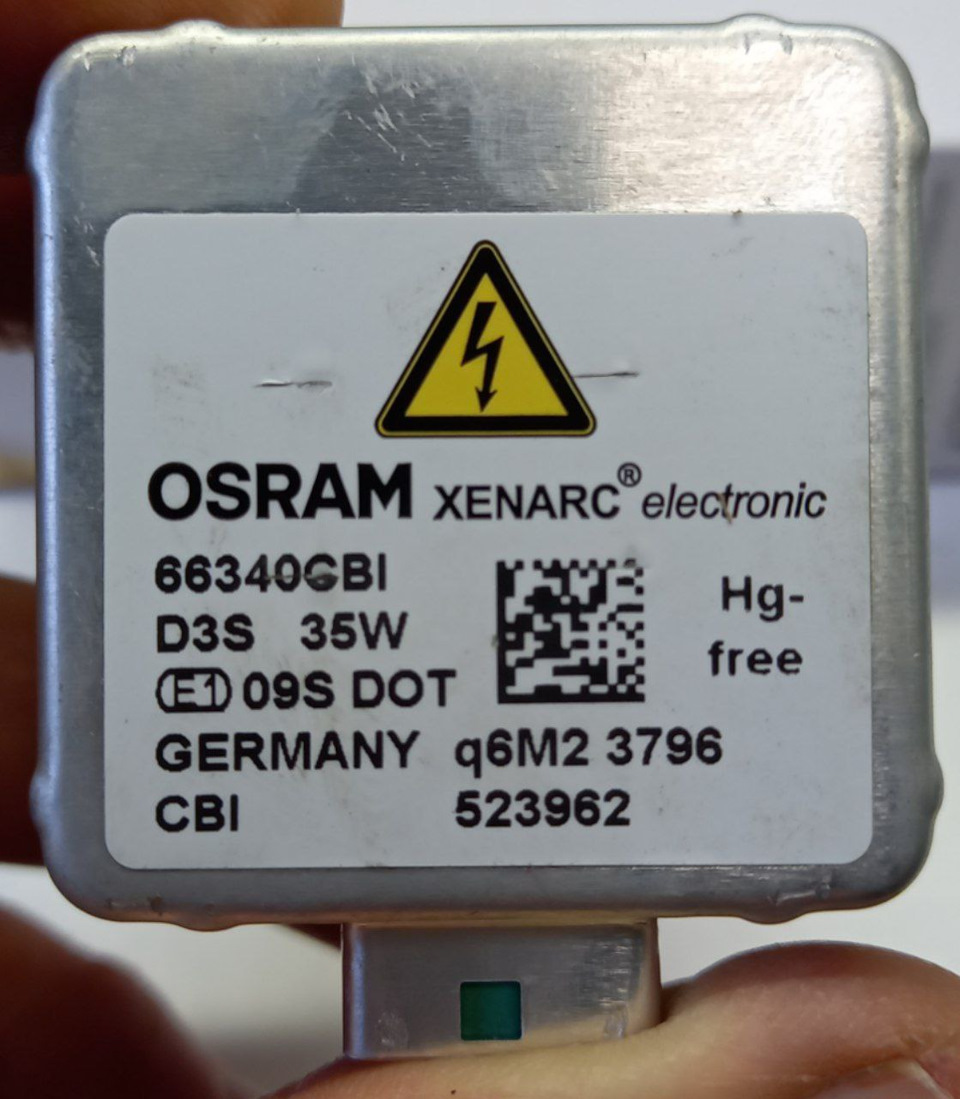 OSRAM XENARC® electronic
66340CBI
D3S 35W
E1 09S DOT
Hg-
free
GERMANY q6M2 3796
CBI 523962